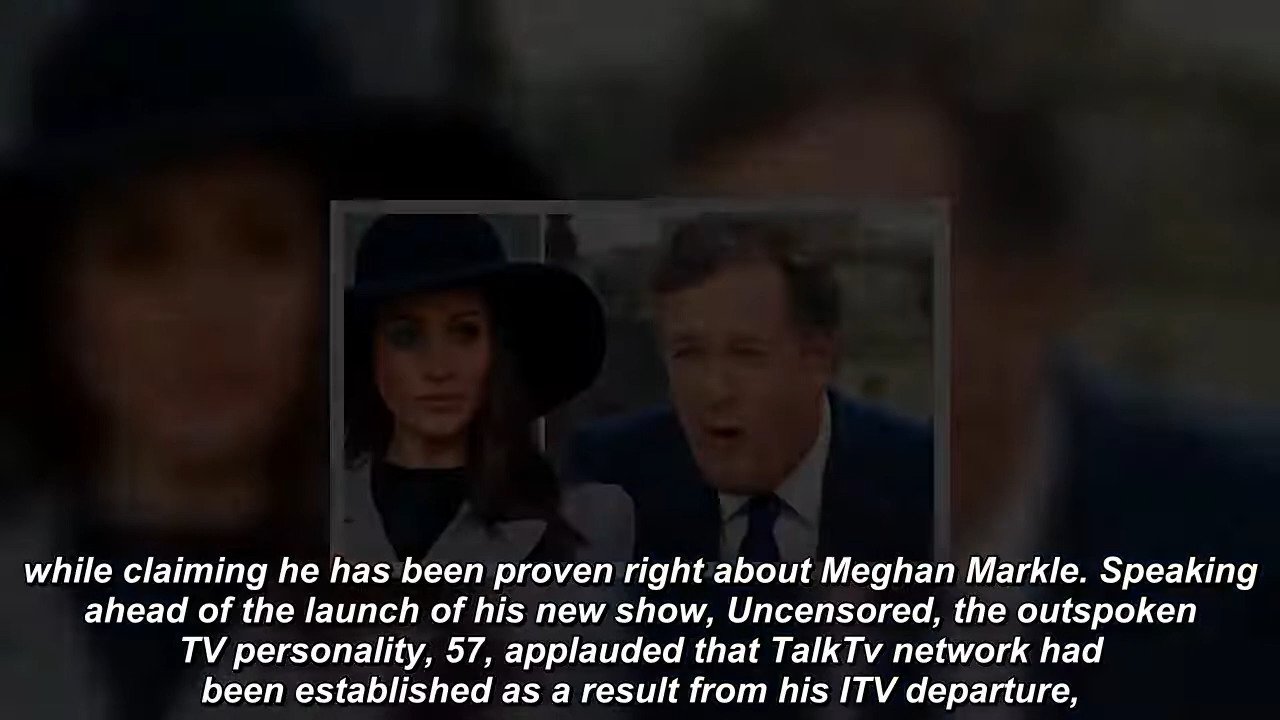 while claiming he has been proven right about Meghan Markle. Speaking
ahead of the launch of his new show, Uncensored, the outspoken
TV personality, 57, applauded that TalkTv network had
been established as a result from his ITV departure,